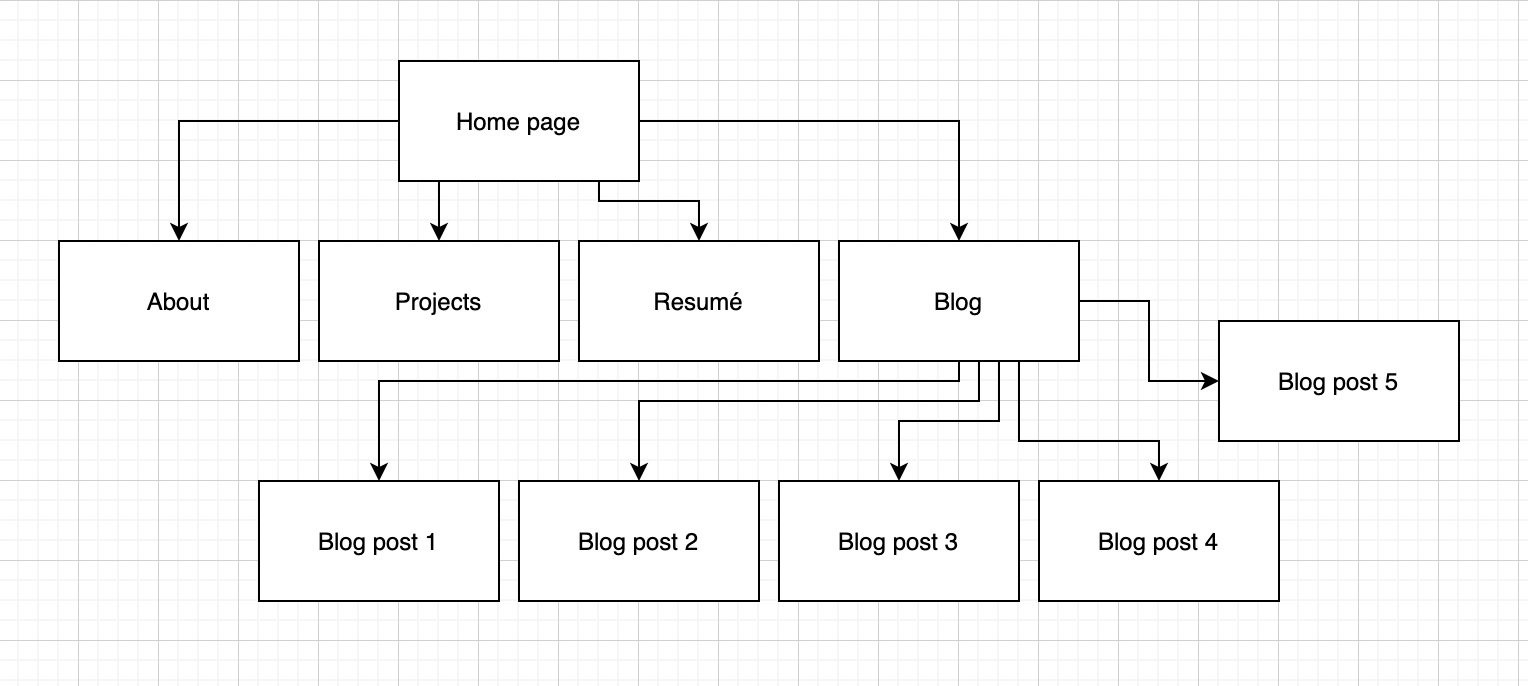 Home page
About
Projects
Resumé
Blog
Blog post 5
Blog post 1
Blog post 2
Blog post 3
Blog post 4